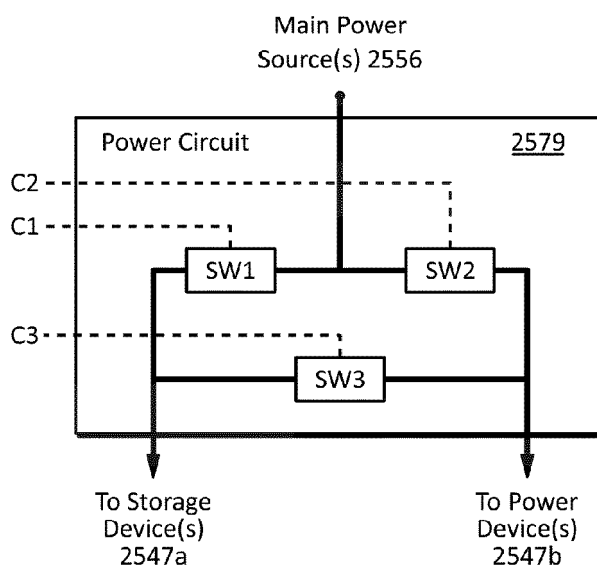 Main Power
Source(s) 2556
Power Circuit
2579
C2
C1
SW1
SW2
C3
SW3
To Storage
Device(s)
2547a
To Power
Device(s)
2547b